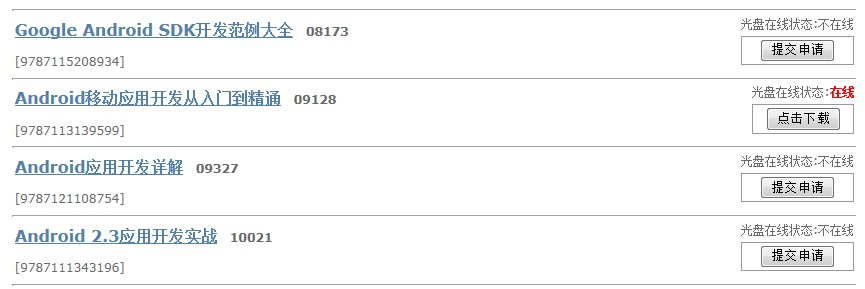 Google Android SDK开发范例大全 08173
光盘在线状态:不在线
[9787115208934]
提交申请
Android移动应用开发从入门到精通 09128
光盘在线状态:在线
[9787113139599]
点击下载
Android应用开发详解 09327
光盘在线状态:不在线
[9787121108754]
提交申请
Android 2.3应用开发实战 10021
光盘在线状态:不在线
[9787111343196]
提交申请